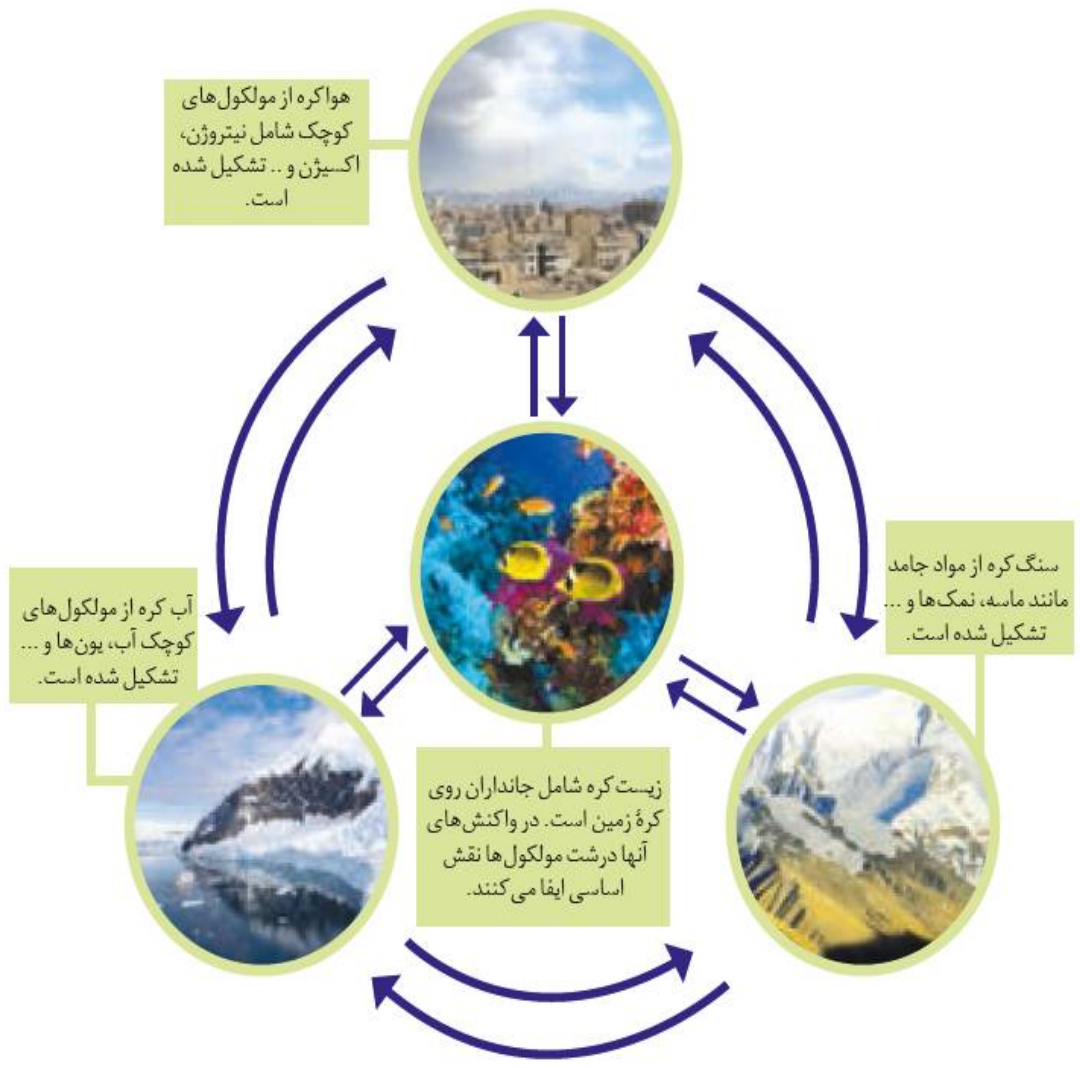 هواکره از مولکول‌های
کوچک شامل نیتروژن،
اکسیژن و .. تشکیل شده
است.
سنگ کره از مواد جامد
مانند ماسه، نمک‌ها و ...
تشکیل شده است.
آب کره از مولکول‌های
کوچک آب، یون‌ها و ...
تشکیل شده است.
زیست کره شامل جانداران روی
کرهٔ زمین است. در واکنش‌های
آنها درشت مولکول‌ها نقش
اساسی ایفا می‌کنند.